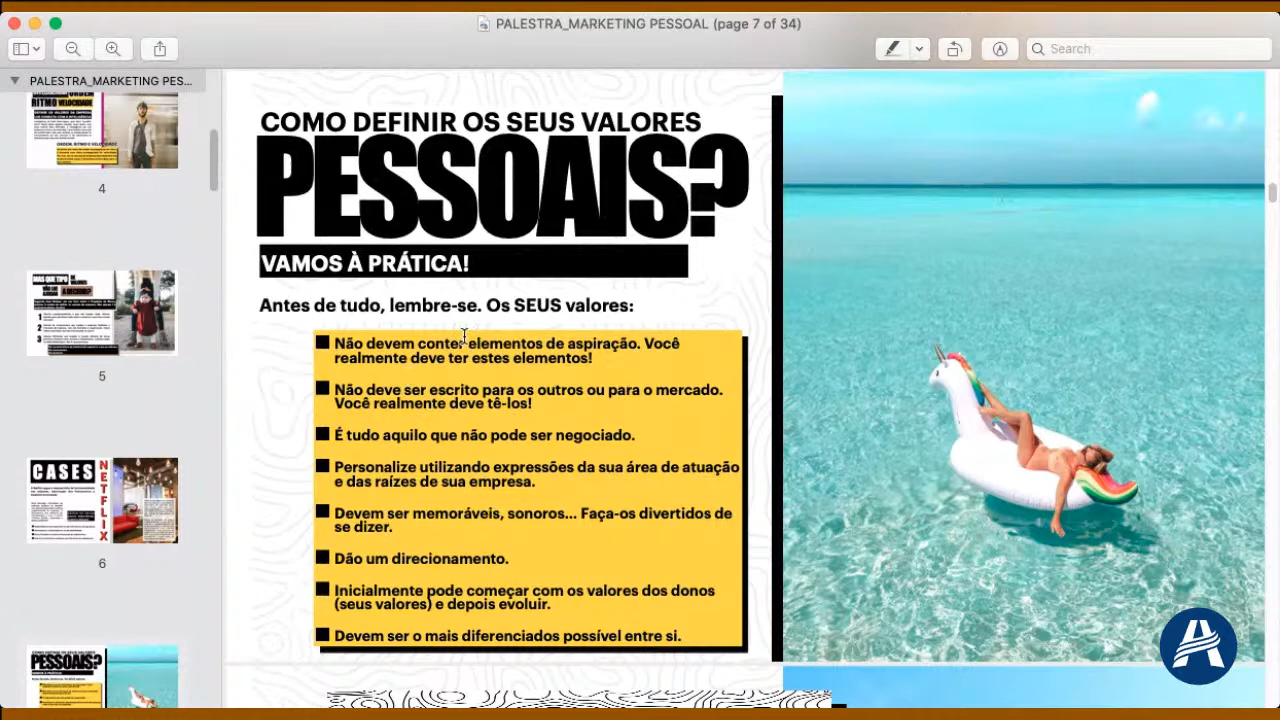 PALESTRA_MARKETING PESSOAL (page 7 of 34)
Search
PALESTRA_MARKETING PES...
RITMO VELOCIDADE
4
5
CASES
NETFLIX
6
PESSOAIS?
COMO DEFINIR OS SEUS VALORES
PESSOAIS?
VAMOS À PRÁTICA!
Antes de tudo, lembre-se. Os SEUS valores:
Não devem conter elementos de aspiração. Você
realmente deve ter estes elementos!
Não deve ser escrito para os outros ou para o mercado.
Você realmente deve tê-los!
É tudo aquilo que não pode ser negociado.
Personalize utilizando expressões da sua área de atuação
e das raízes de sua empresa.
Devem ser memoráveis, sonoros... Faça-os divertidos de
se dizer.
Dão um direcionamento.
Inicialmente pode começar com os valores dos donos
(seus valores) e depois evoluir.
Devem ser o mais diferenciados possível entre si.